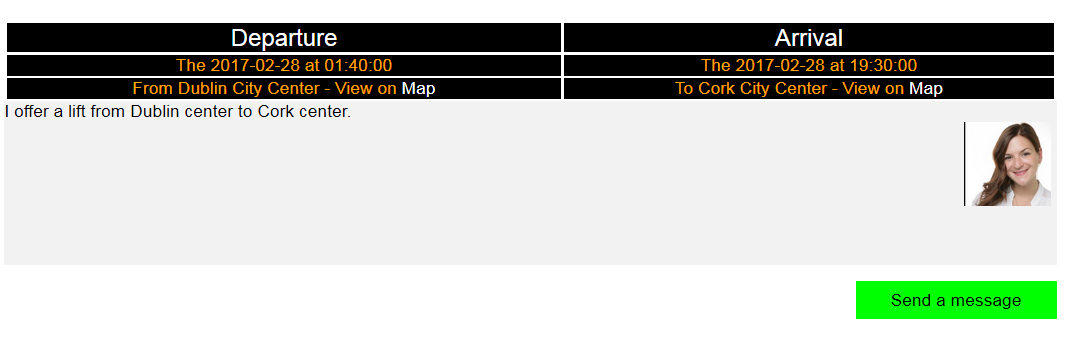 Departure Arrival
The 2017-02-28 at 01:40:00 The 2017-02-28 at 19:30:00
From Dublin City Center - View on Map To Cork City Center - View on Map
I offer a lift from Dublin center to Cork center.
Send a message